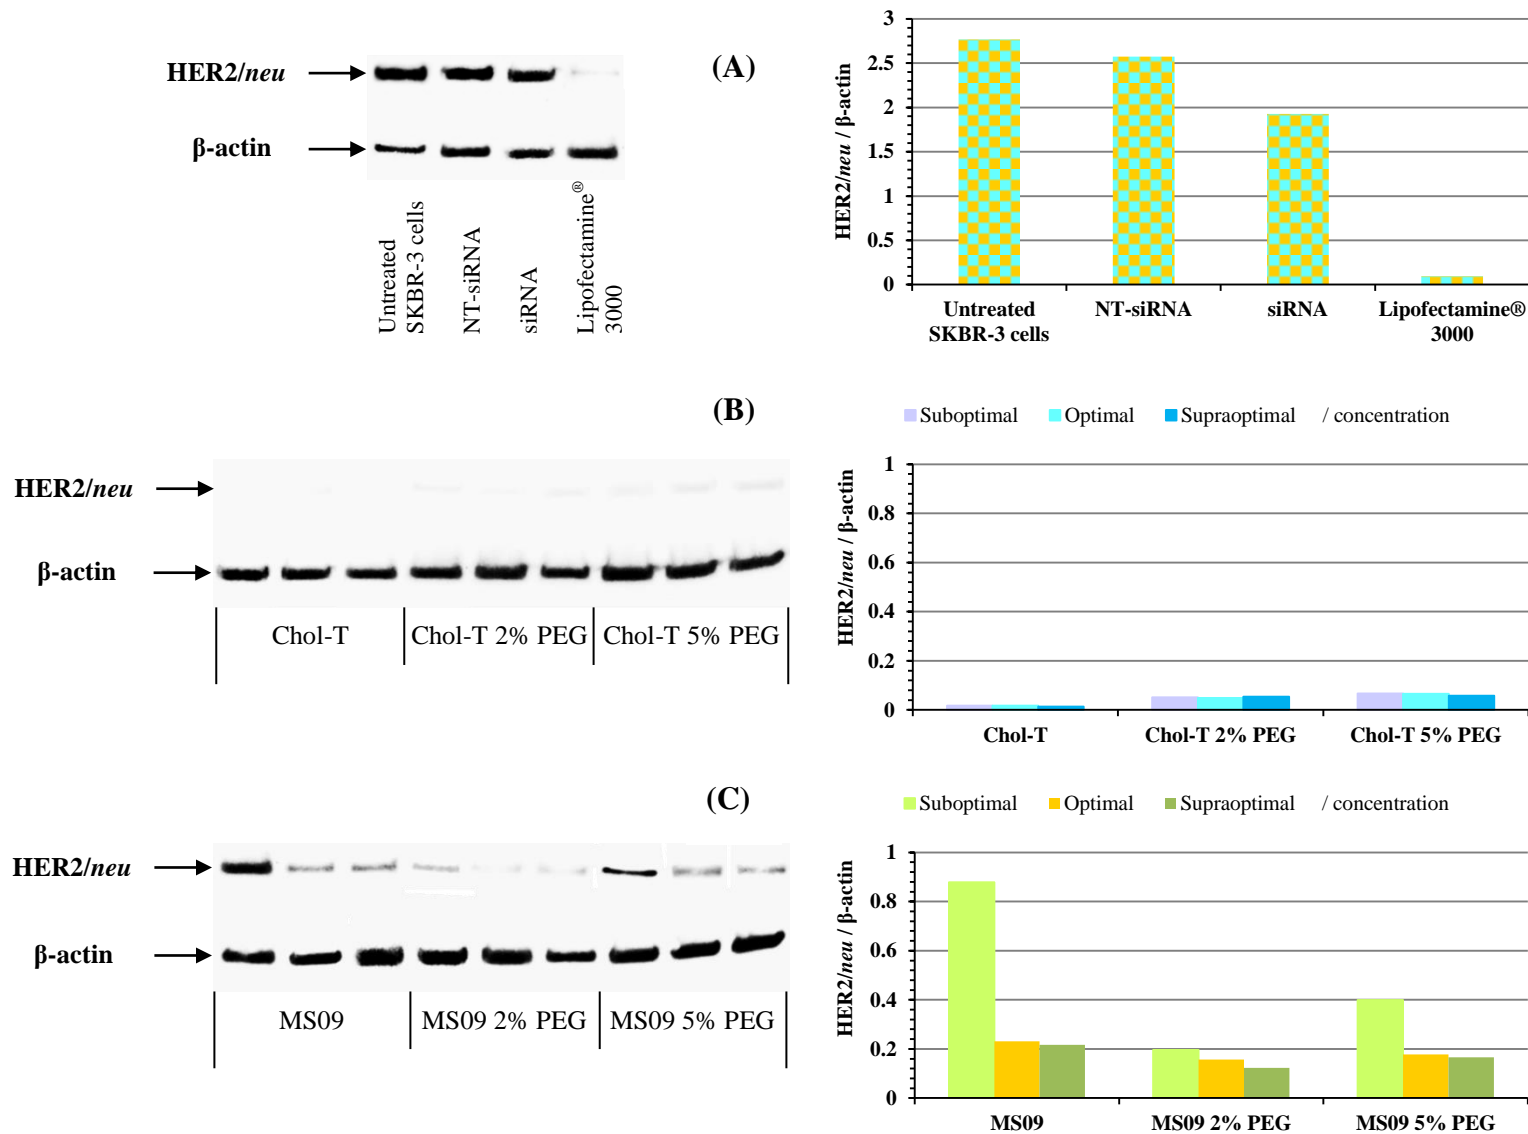 (A)
HER2/neu
β-actin
Untreated
SKBR-3 cells
NT-siRNA
siRNA
Lipofectamine®
3000
HER2/neu / β-actin
3
2.5
2
1.5
1
0.5
0
Untreated
SKBR-3 cells
NT-siRNA
siRNA
Lipofectamine®
3000
(B)
HER2/neu
β-actin
Chol-T
Chol-T 2% PEG
Chol-T 5% PEG
Suboptimal
Optimal
Supraoptimal
/ concentration
HER2/neu / β-actin
1
0.8
0.6
0.4
0.2
0
Chol-T
Chol-T 2% PEG
Chol-T 5% PEG
(C)
HER2/neu
β-actin
MS09
MS09 2% PEG
MS09 5% PEG
Suboptimal
Optimal
Supraoptimal
/ concentration
HER2/neu / β-actin
1
0.8
0.6
0.4
0.2
0
MS09
MS09 2% PEG
MS09 5% PEG